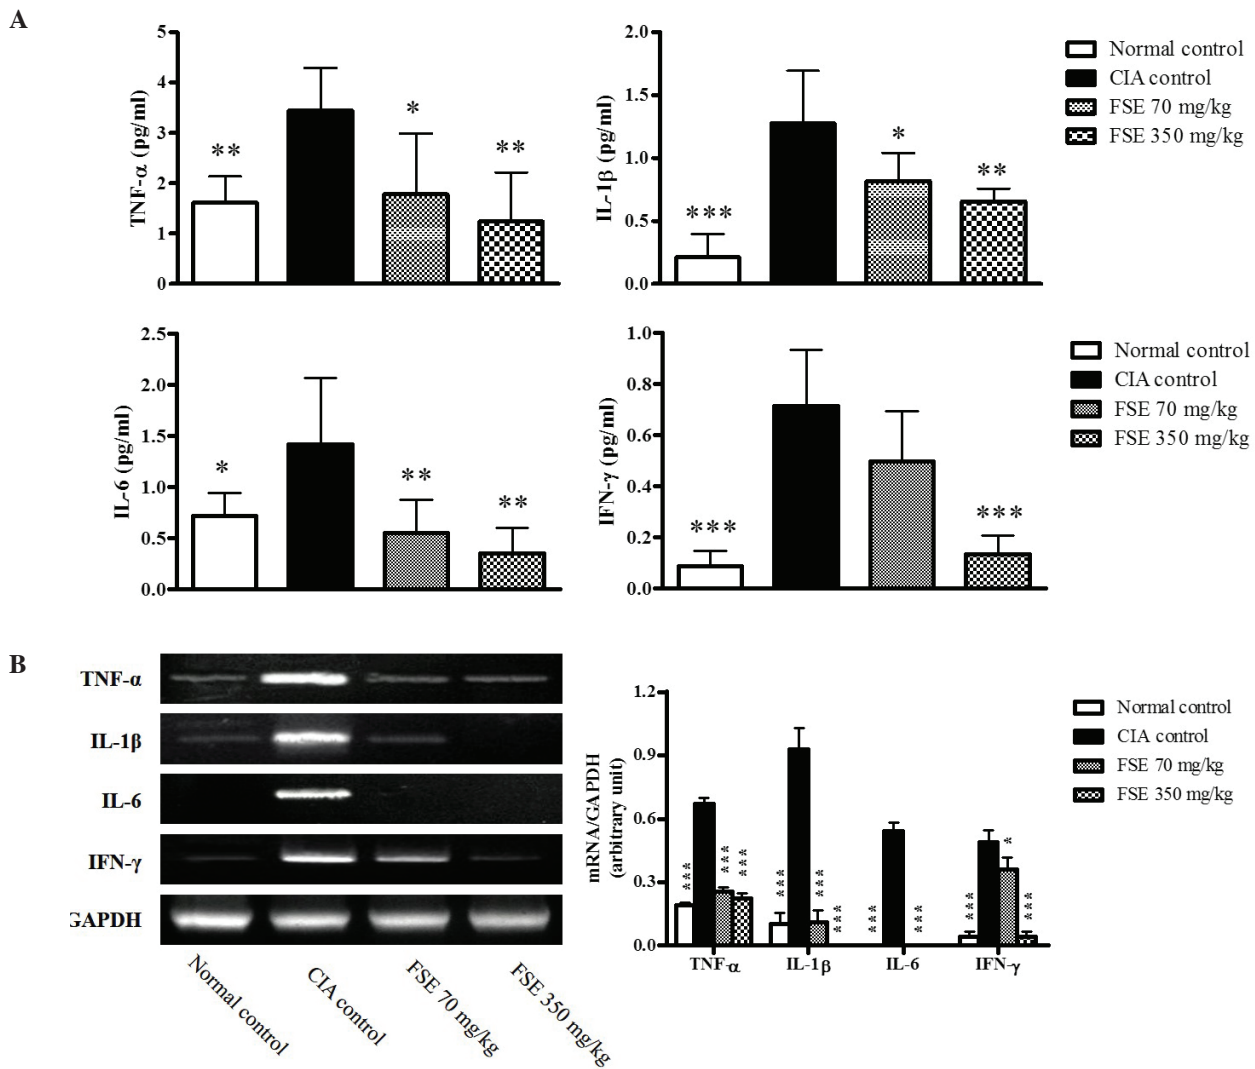 A
TNF-α (pg/ml)
5
4
3
2
1
0
**
*
**
IL-1β (pg/ml)
2.0
1.5
1.0
0.5
0.0
***
*
**
Normal control
CIA control
FSE 70 mg/kg
FSE 350 mg/kg
IL-6 (pg/ml)
2.5
2.0
1.5
1.0
0.5
0.0
*
**
**
IFN-γ (pg/ml)
1.0
0.8
0.6
0.4
0.2
0.0
***
***
Normal control
CIA control
FSE 70 mg/kg
FSE 350 mg/kg
B
TNF-α
IL-1β
IL-6
IFN-γ
GAPDH
Normal control
CIA control
FSE 70 mg/kg
FSE 350 mg/kg
mRNA/GAPDH
(arbitrary unit)
1.2
0.9
0.6
0.3
0.0
***
***
***
***
***
***
***
***
***
*
***
TNF-α
IL-1β
IL-6
IFN-γ
Normal control
CIA control
FSE 70 mg/kg
FSE 350 mg/kg